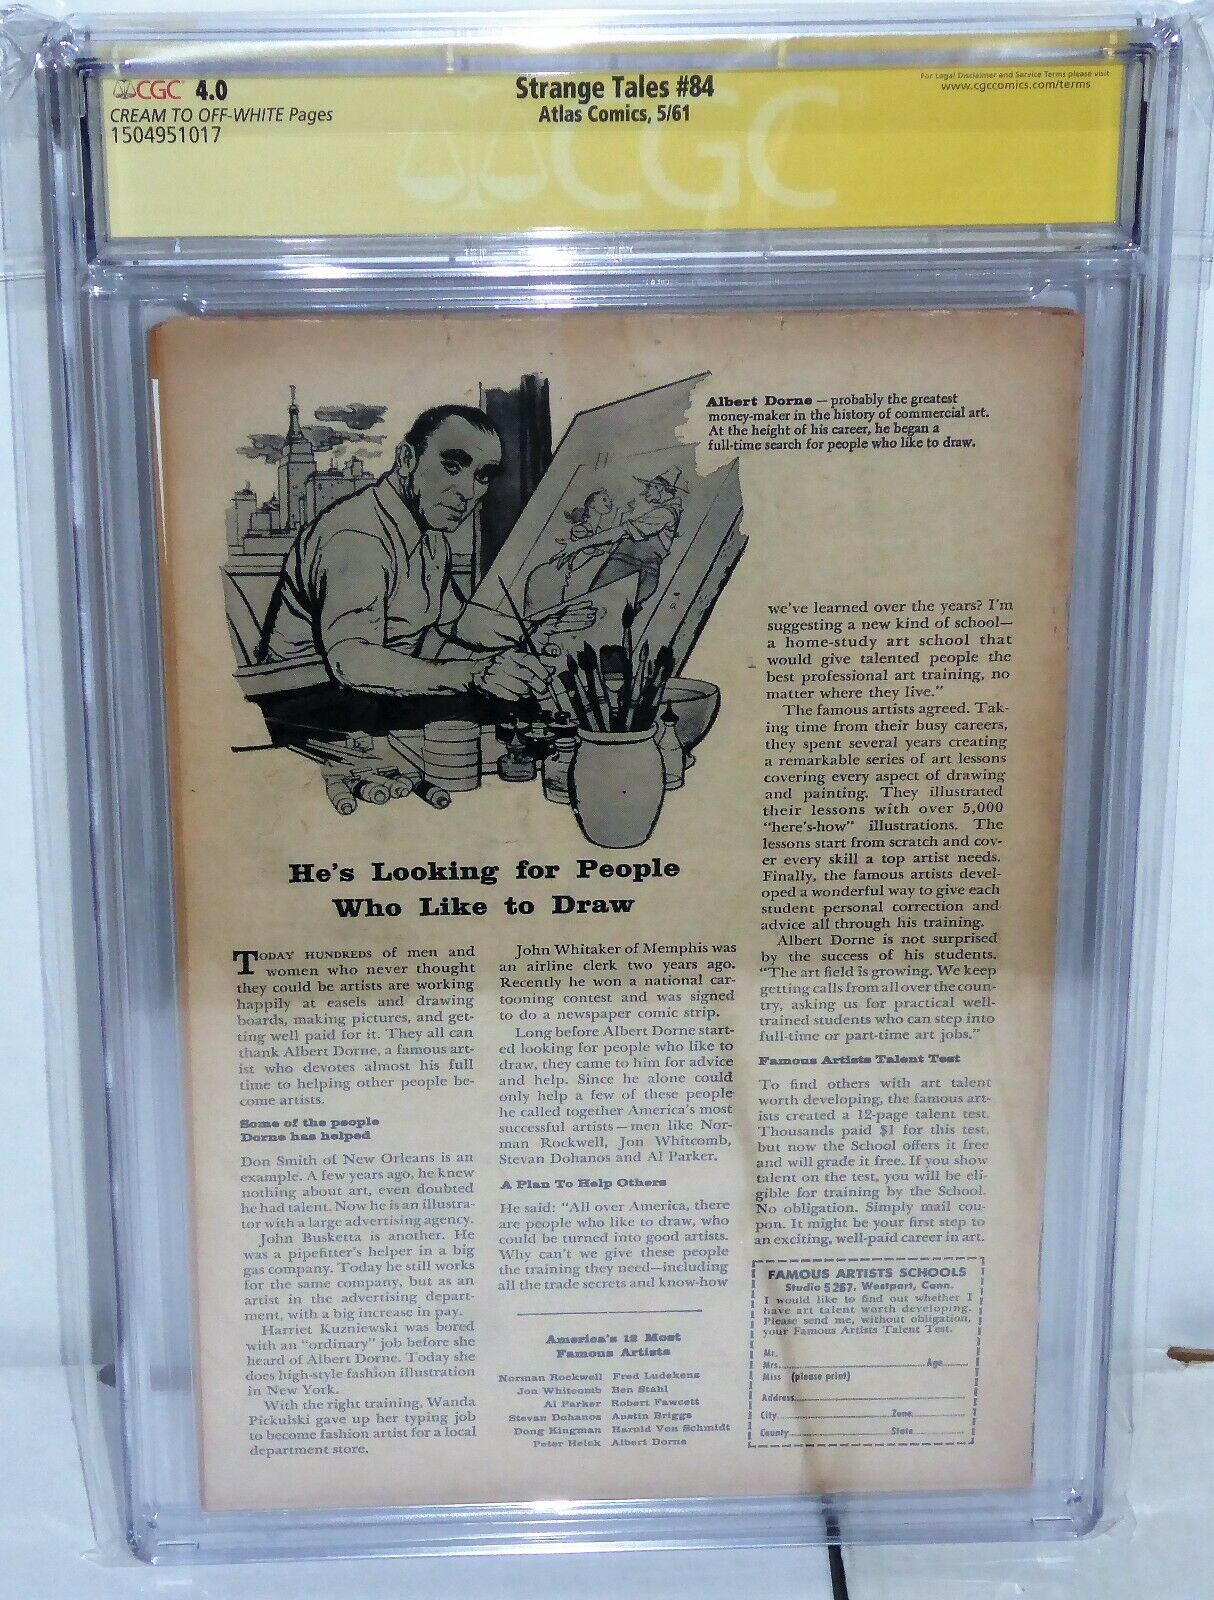 CGC 4.0
CREAM TO OFF-WHITE Pages
1504951017
Strange Tales #84
Atlas Comics, 5/61
For Legal Disclaimer and Service Terms please visit
www.cgccomics.com/terms
CGC
Albert Dorne — probably the greatest
money-maker in the history of commercial art.
At the height of his career, he began a
full-time search for people who like to draw.
He's Looking for People
Who Like to Draw
TODAY HUNDREDS of men and
women who never thought
they could be artists are working
happily at easels and drawing
boards, making pictures, and get-
ting well paid for it. They all can
thank Albert Dorne, a famous art-
ist who devotes almost his full
time to helping other people be-
come artists.
Some of the people
Dorne has helped
Don Smith of New Orleans is an
example. A few years ago, he knew
nothing about art, even doubted
he had talent. Now he is an illustra-
tor with a large advertising agency.
John Busketta is another. He
was a pipefitter's helper in a big
gas company. Today he still works
for the same company, but as an
artist in the advertising depart-
ment, with a big increase in pay.
Harriet Kuzniewski was bored
with an "ordinary" job before she
heard of Albert Dorne. Today she
does high-style fashion illustration
in New York.
With the right training, Wanda
Pickulski gave up her typing job
to become fashion artist for a local
department store.
John Whitaker of Memphis was
an airline clerk two years ago.
Recently he won a national car-
tooning contest and was signed
to do a newspaper comic strip.
Long before Albert Dorne start-
ed looking for people who like to
draw, they came to him for advice
and help. Since he alone could
only help a few of these people
he called together America's most
successful artists—men like Nor-
man Rockwell, Jon Whitcomb,
Stevan Dohanos and Al Parker.
A Plan To Help Others
He said: "All over America, there
are people who like to draw, who
could be turned into good artists.
Why can't we give these people
the training they need—including
all the trade secrets and know-how
America's 12 Most
Famous Artists
Norman Rockwell Fred Ludekens
Jon Whitcomb Ben Stahl
Al Parker Robert Fawcett
Stevan Dohanos Austin Briggs
Dong Kingman Harold Von Schmidt
Peter Helck Albert Dorne
we've learned over the years? I'm
suggesting a new kind of school—
a home-study art school that
would give talented people the
best professional art training, no
matter where they live."
The famous artists agreed. Tak-
ing time from their busy careers,
they spent several years creating
a remarkable series of art lessons
covering every aspect of drawing
and painting. They illustrated
their lessons with over 5,000
"here's-how" illustrations. The
lessons start from scratch and cov-
er every skill a top artist needs.
Finally, the famous artists devel-
oped a wonderful way to give each
student personal correction and
advice all through his training.
Albert Dorne is not surprised
by the success of his students.
"The art field is growing. We keep
getting calls from all over the coun-
try, asking us for practical well-
trained students who can step into
full-time or part-time art jobs."
Famous Artists Talent Test
To find others with art talent
worth developing, the famous art-
ists created a 12-page talent test.
Thousands paid $1 for this test,
but now the School offers it free
and will grade it free. If you show
talent on the test, you will be eli-
gible for training by the School.
No obligation. Simply mail cou-
pon. It might be your first step to
an exciting, well-paid career in art.
FAMOUS ARTISTS SCHOOLS
Studio 5267, Westport, Conn.
I would like to find out whether I
have art talent worth developing.
Please send me, without obligation,
your Famous Artists Talent Test.
Mr.
Mrs. Age
Miss (please print)
Address
City Zone
County State